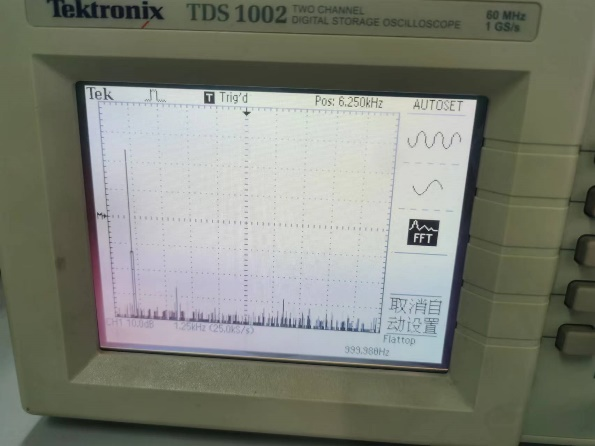 Tektronix TDS 1002 TWO CHANNEL DIGITAL STORAGE OSCILLOSCOPE
60 MHz
1 GS/s
Tek T Trig'd Pos: 6.250kHz AUTOSET
M
FFT
取消自
动设置
CH1 10.0dB 1.25kHz (25.0kS/s) Flattop
999.980Hz